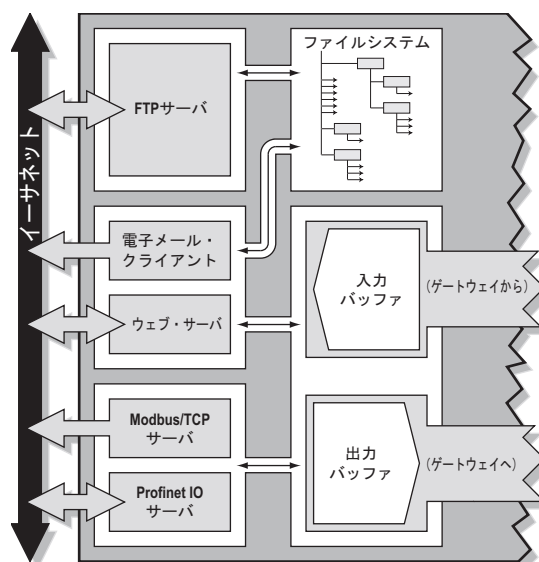 イーサネット
FTPサーバ
ファイルシステム
電子メール・
クライアント
ウェブ・サーバ
入力
バッファ
(ゲートウェイから)
Modbus/TCP
サーバ
Profinet IO
サーバ
出力
バッファ
(ゲートウェイへ)